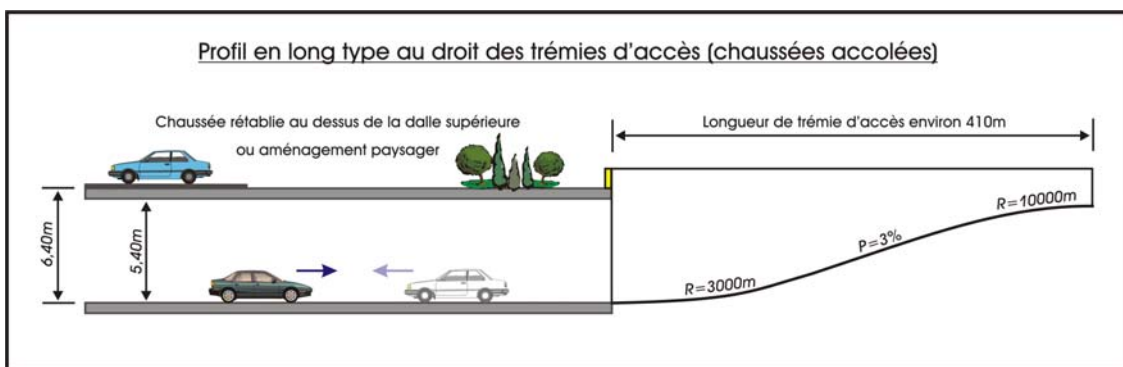 Profil en long type au droit des trémies d'accès (chaussées accolées)
Chaussée rétablie au dessus de la dalle supérieure
ou aménagement paysager
Longueur de trémie d'accès environ 410m
6,40m
5,40m
R=3000m
P=3%
R=10000m